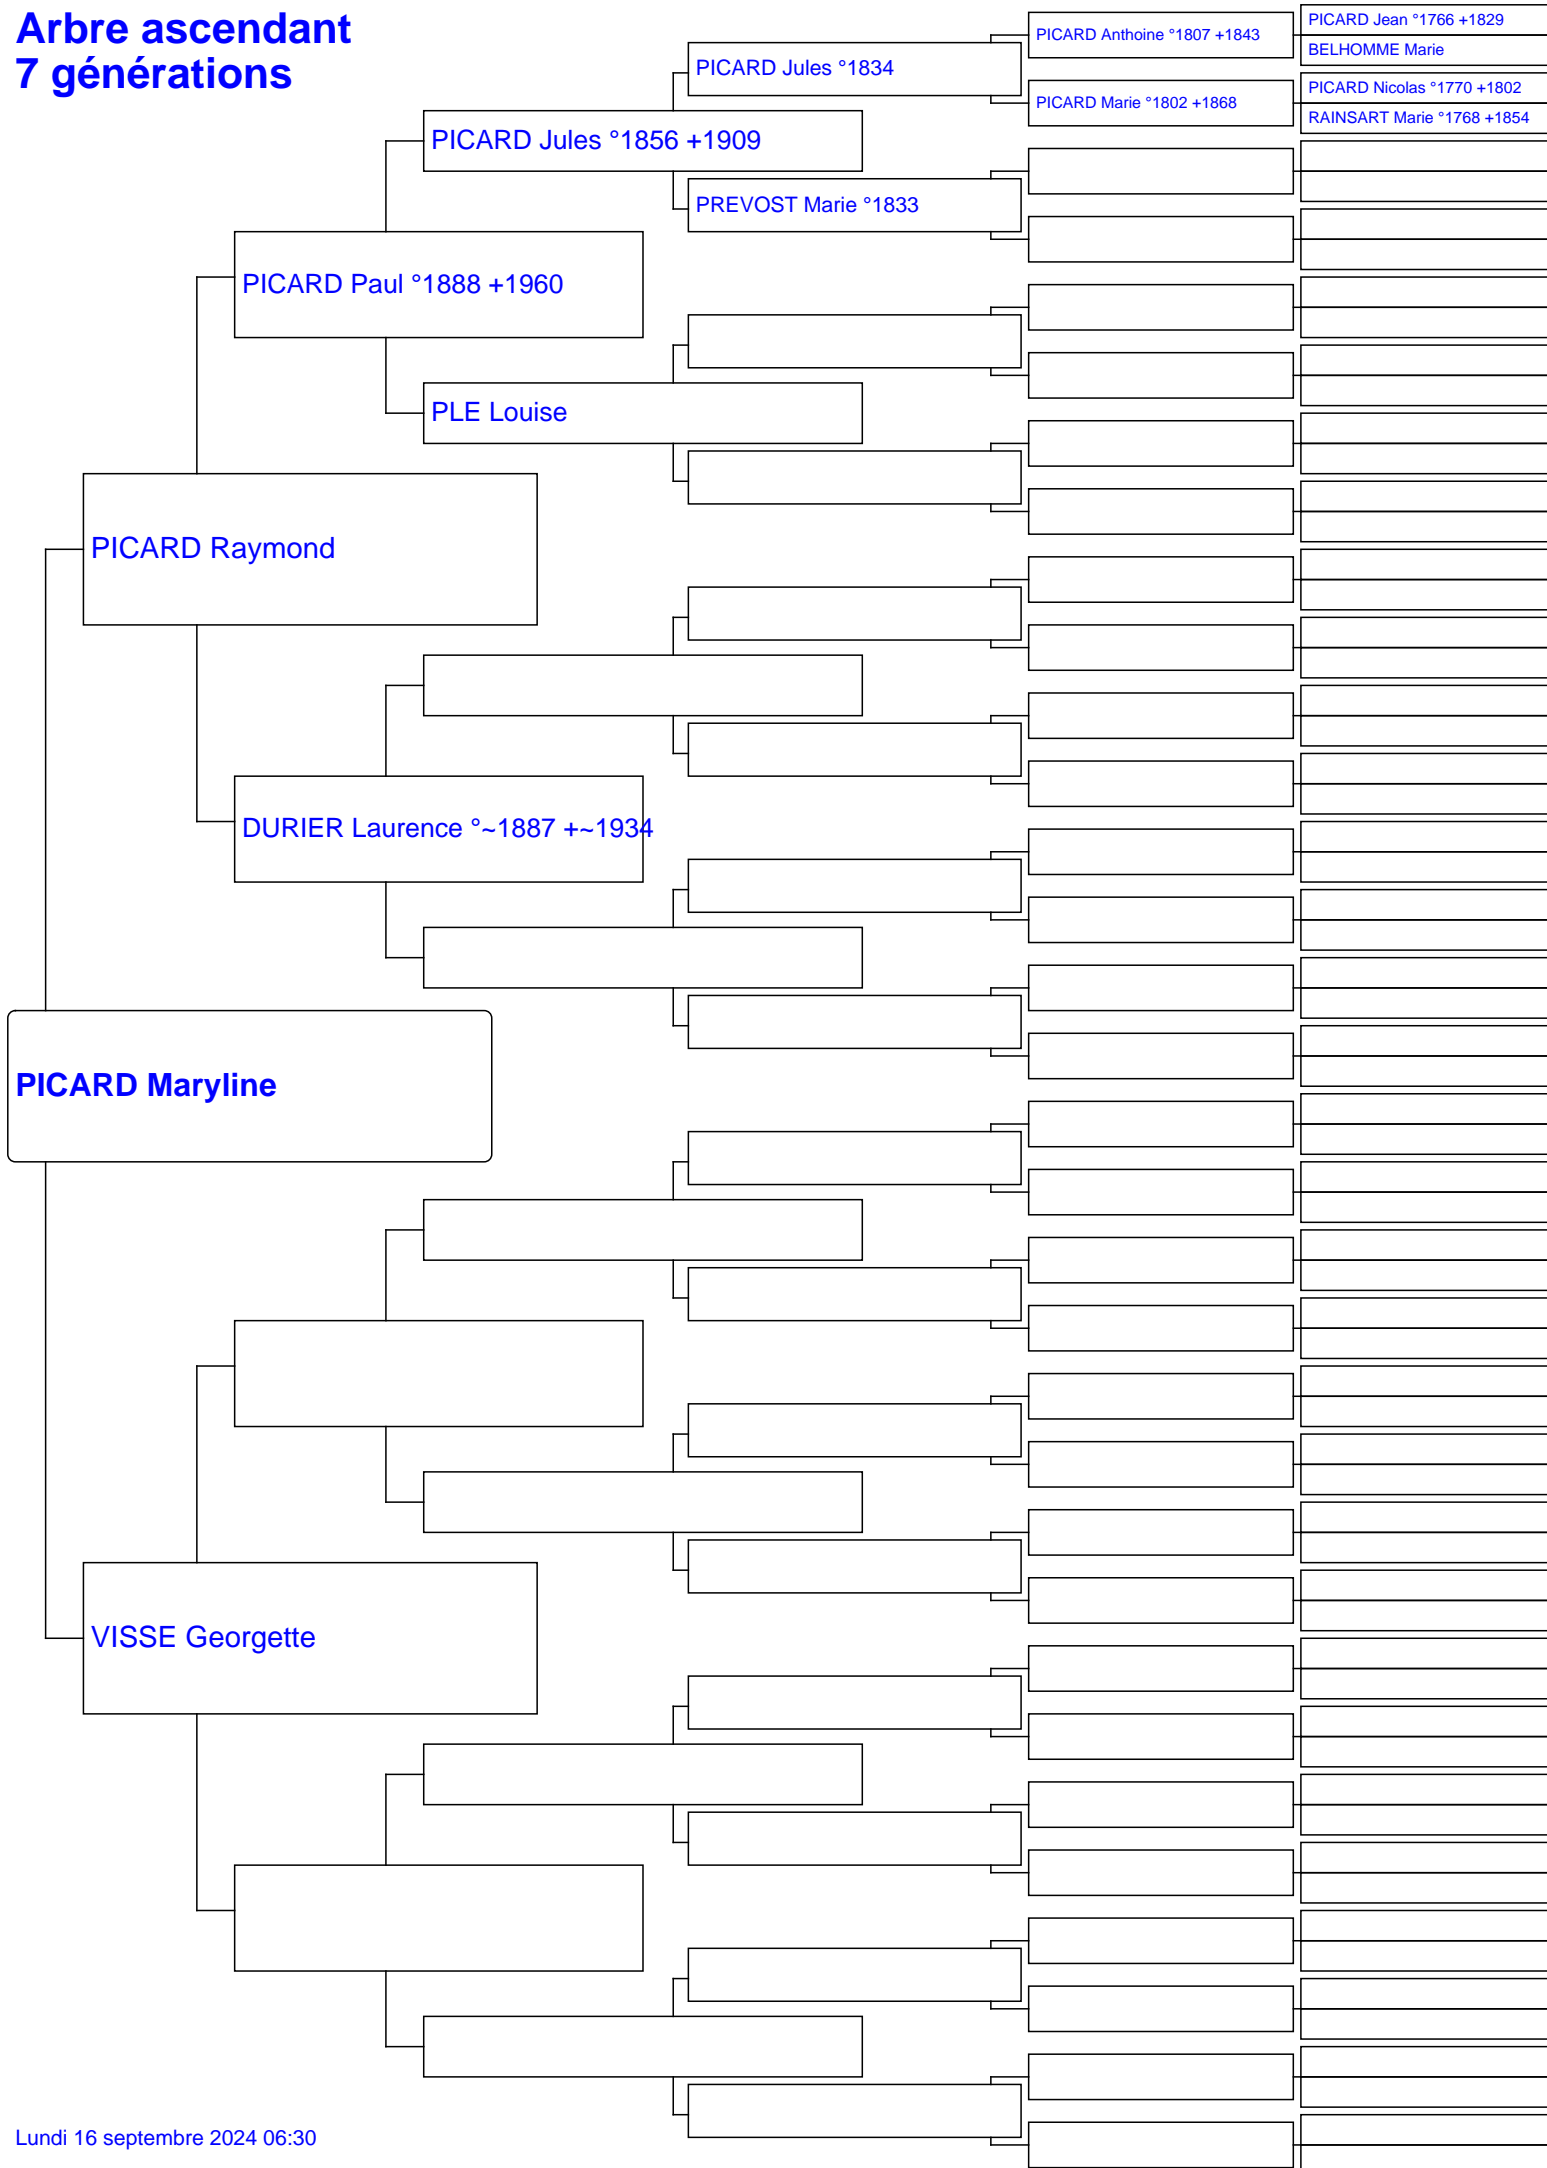 Arbre ascendant
7 générations
PICARD Jean °1766 +1829
PICARD Anthoine °1807 +1843
BELHOMME Marie
PICARD Jules °1834
PICARD Nicolas °1770 +1802
PICARD Marie °1802 +1868
RAINSART Marie °1768 +1854
PICARD Jules °1856 +1909
PREVOST Marie °1833
PICARD Paul °1888 +1960
PLE Louise
PICARD Raymond
DURIER Laurence °~1887 +~1934
PICARD Maryline
VISSE Georgette
Lundi 16 septembre 2024 06:30